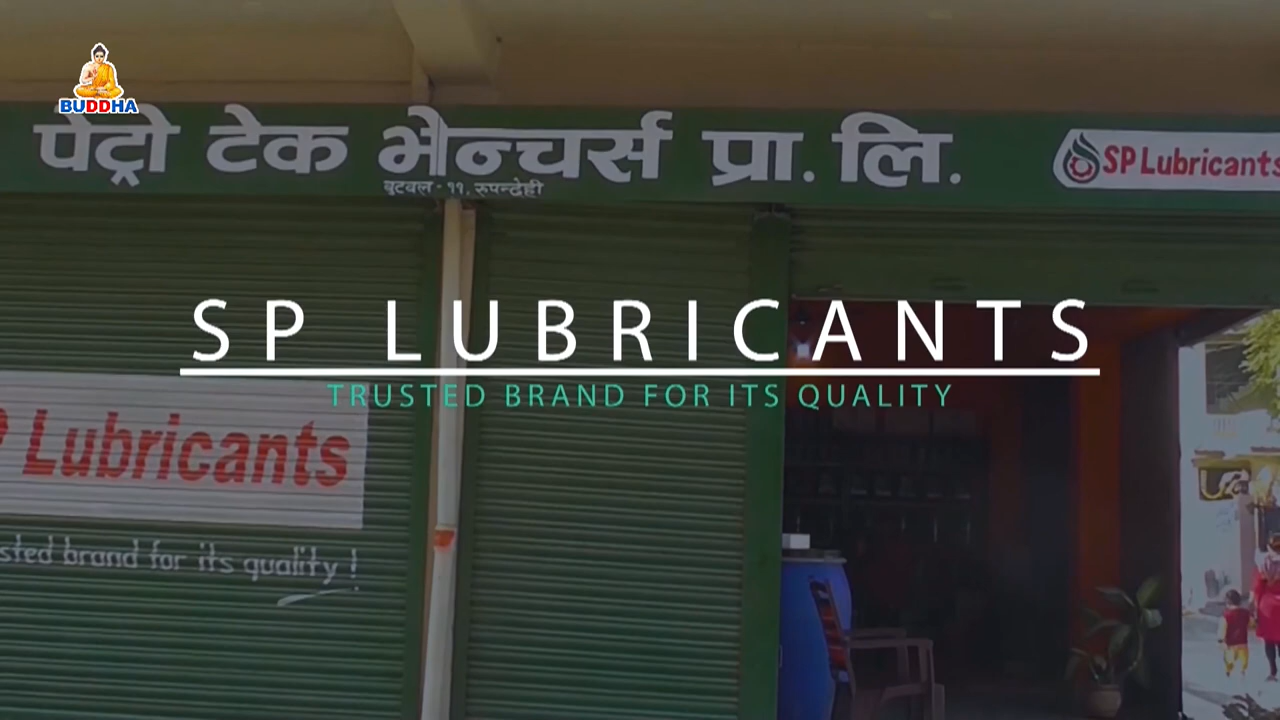 BUDDHA
पेट्रो टेक भेन्चर्स प्रा. लि.
SP Lubricants
बुटवल - ११, रुपन्देही
SP LUBRICANTS
TRUSTED BRAND FOR ITS QUALITY
Lubricants
brand for its quality !